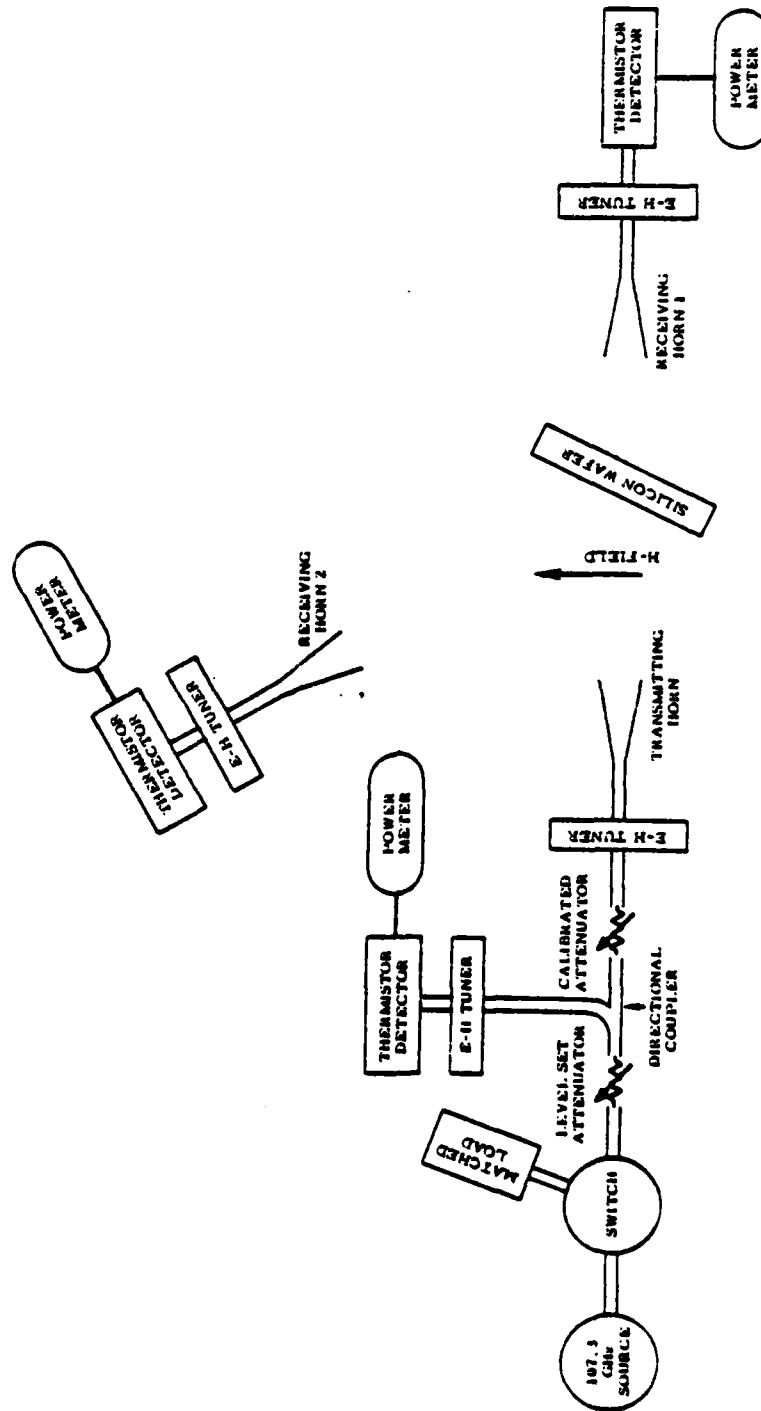 107.3
GHz
SOURCE
SWITCH
MATCHED
LOAD
LEVEL SET
ATTENUATOR
DIRECTIONAL
COUPLER
CALIBRATED
ATTENUATOR
E-H TUNER
THERMISTOR
DETECTOR
POWER
METER
E-H TUNER
TRANSMITTING
HORN
H-FIELD
SILICON WAFER
RECEIVING
HORN 2
E-H TUNER
THERMISTOR
DETECTOR
POWER
METER
RECEIVING
HORN 1
E-H TUNER
THERMISTOR
DETECTOR
POWER
METER